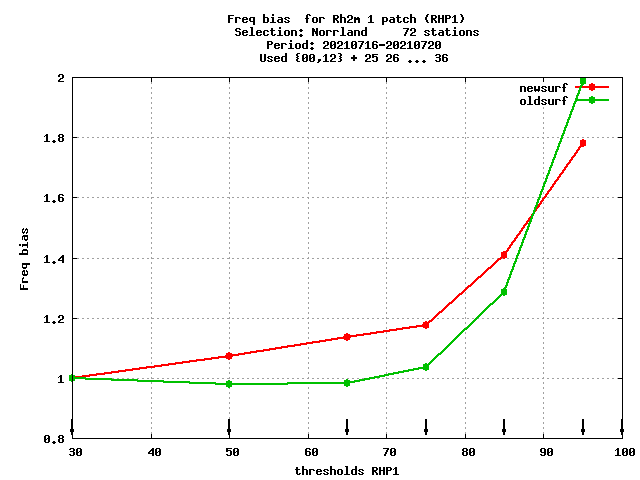 Freq bias  for Rh2m 1 patch (RHP1)
Selection: Norrland     72 stations
Period: 20210716-20210720
Used {00,12} + 25 26 ... 36
newsurf
oldsurf
2
1.8
1.6
1.4
1.2
1
0.8
Freq bias
30 40 50 60 70 80 90 100
thresholds RHP1